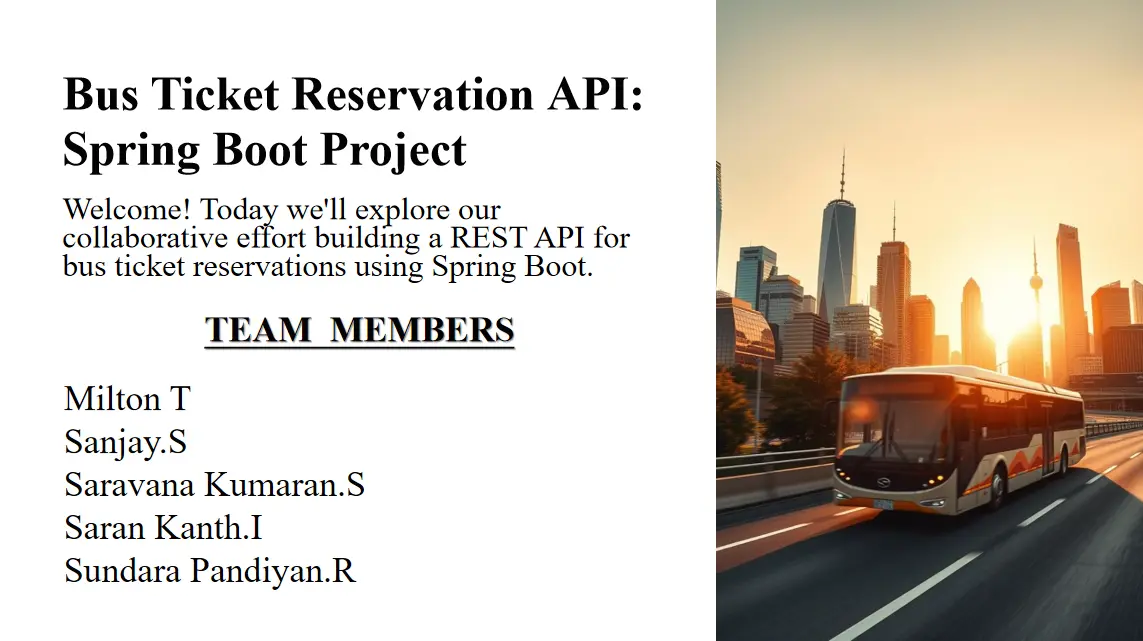 Bus Ticket Reservation API:
Spring Boot Project
Welcome! Today we'll explore our
collaborative effort building a REST API for
bus ticket reservations using Spring Boot.
TEAM MEMBERS
Milton T
Sanjay.S
Saravana Kumaran.S
Saran Kanth.I
Sundara Pandiyan.R